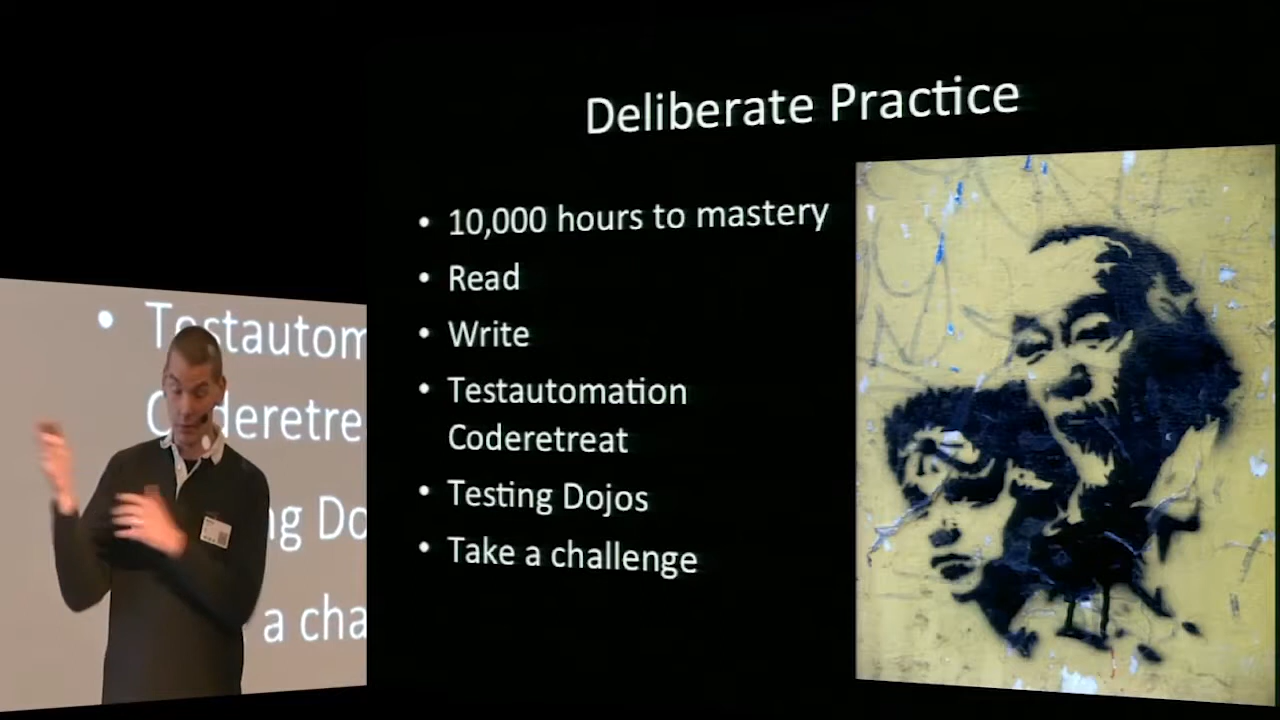 Deliberate Practice
• 10,000 hours to mastery
• Read
• Write
• Testautomation
Coderetreat
• Testing Dojos
• Take a challenge
• Testautom
Coderetre
ng Do
a cha